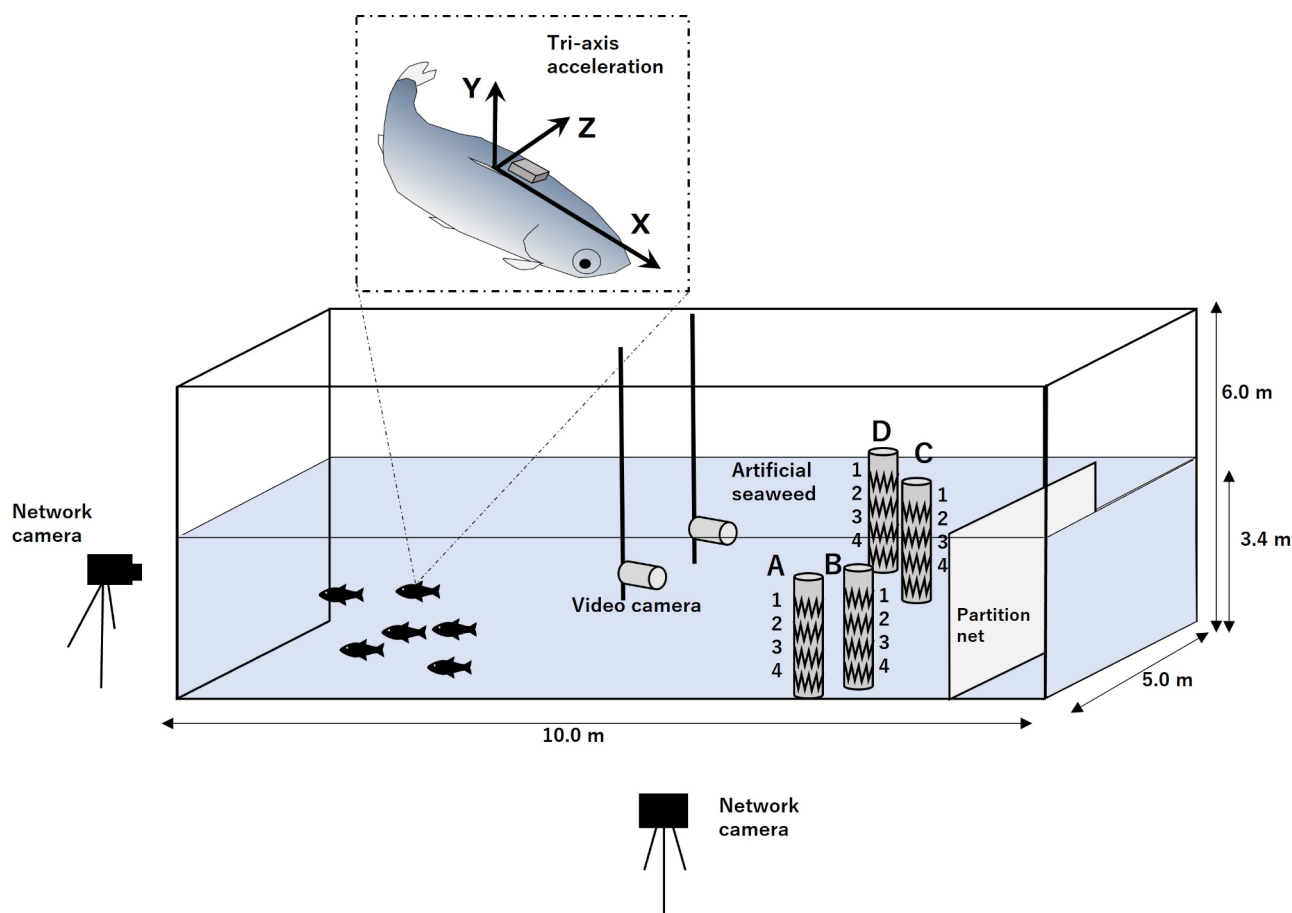 Tri-axis
acceleration
Y
Z
X
6.0 m
D
C
Artificial
seaweed
1
2
3
4
1
2
3
4
Network
camera
3.4 m
A
B
1
2
3
4
1
2
3
4
Video camera
Partition
net
5.0 m
10.0 m
Network
camera